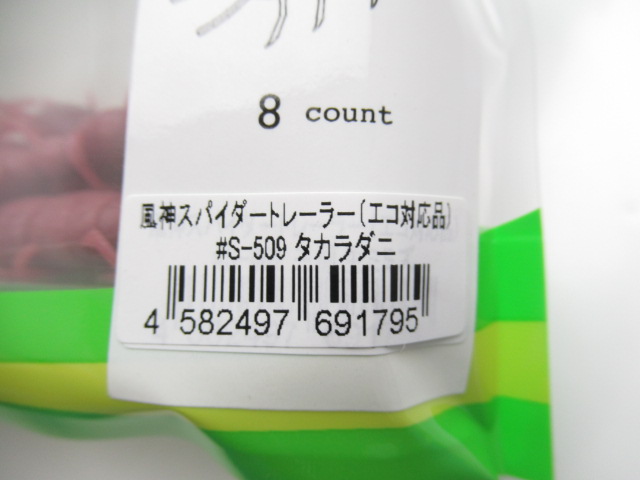 8 count
風神スパイダートレーラー(エコ対応品)
#S-509 タカラダニ
4 582497 691795